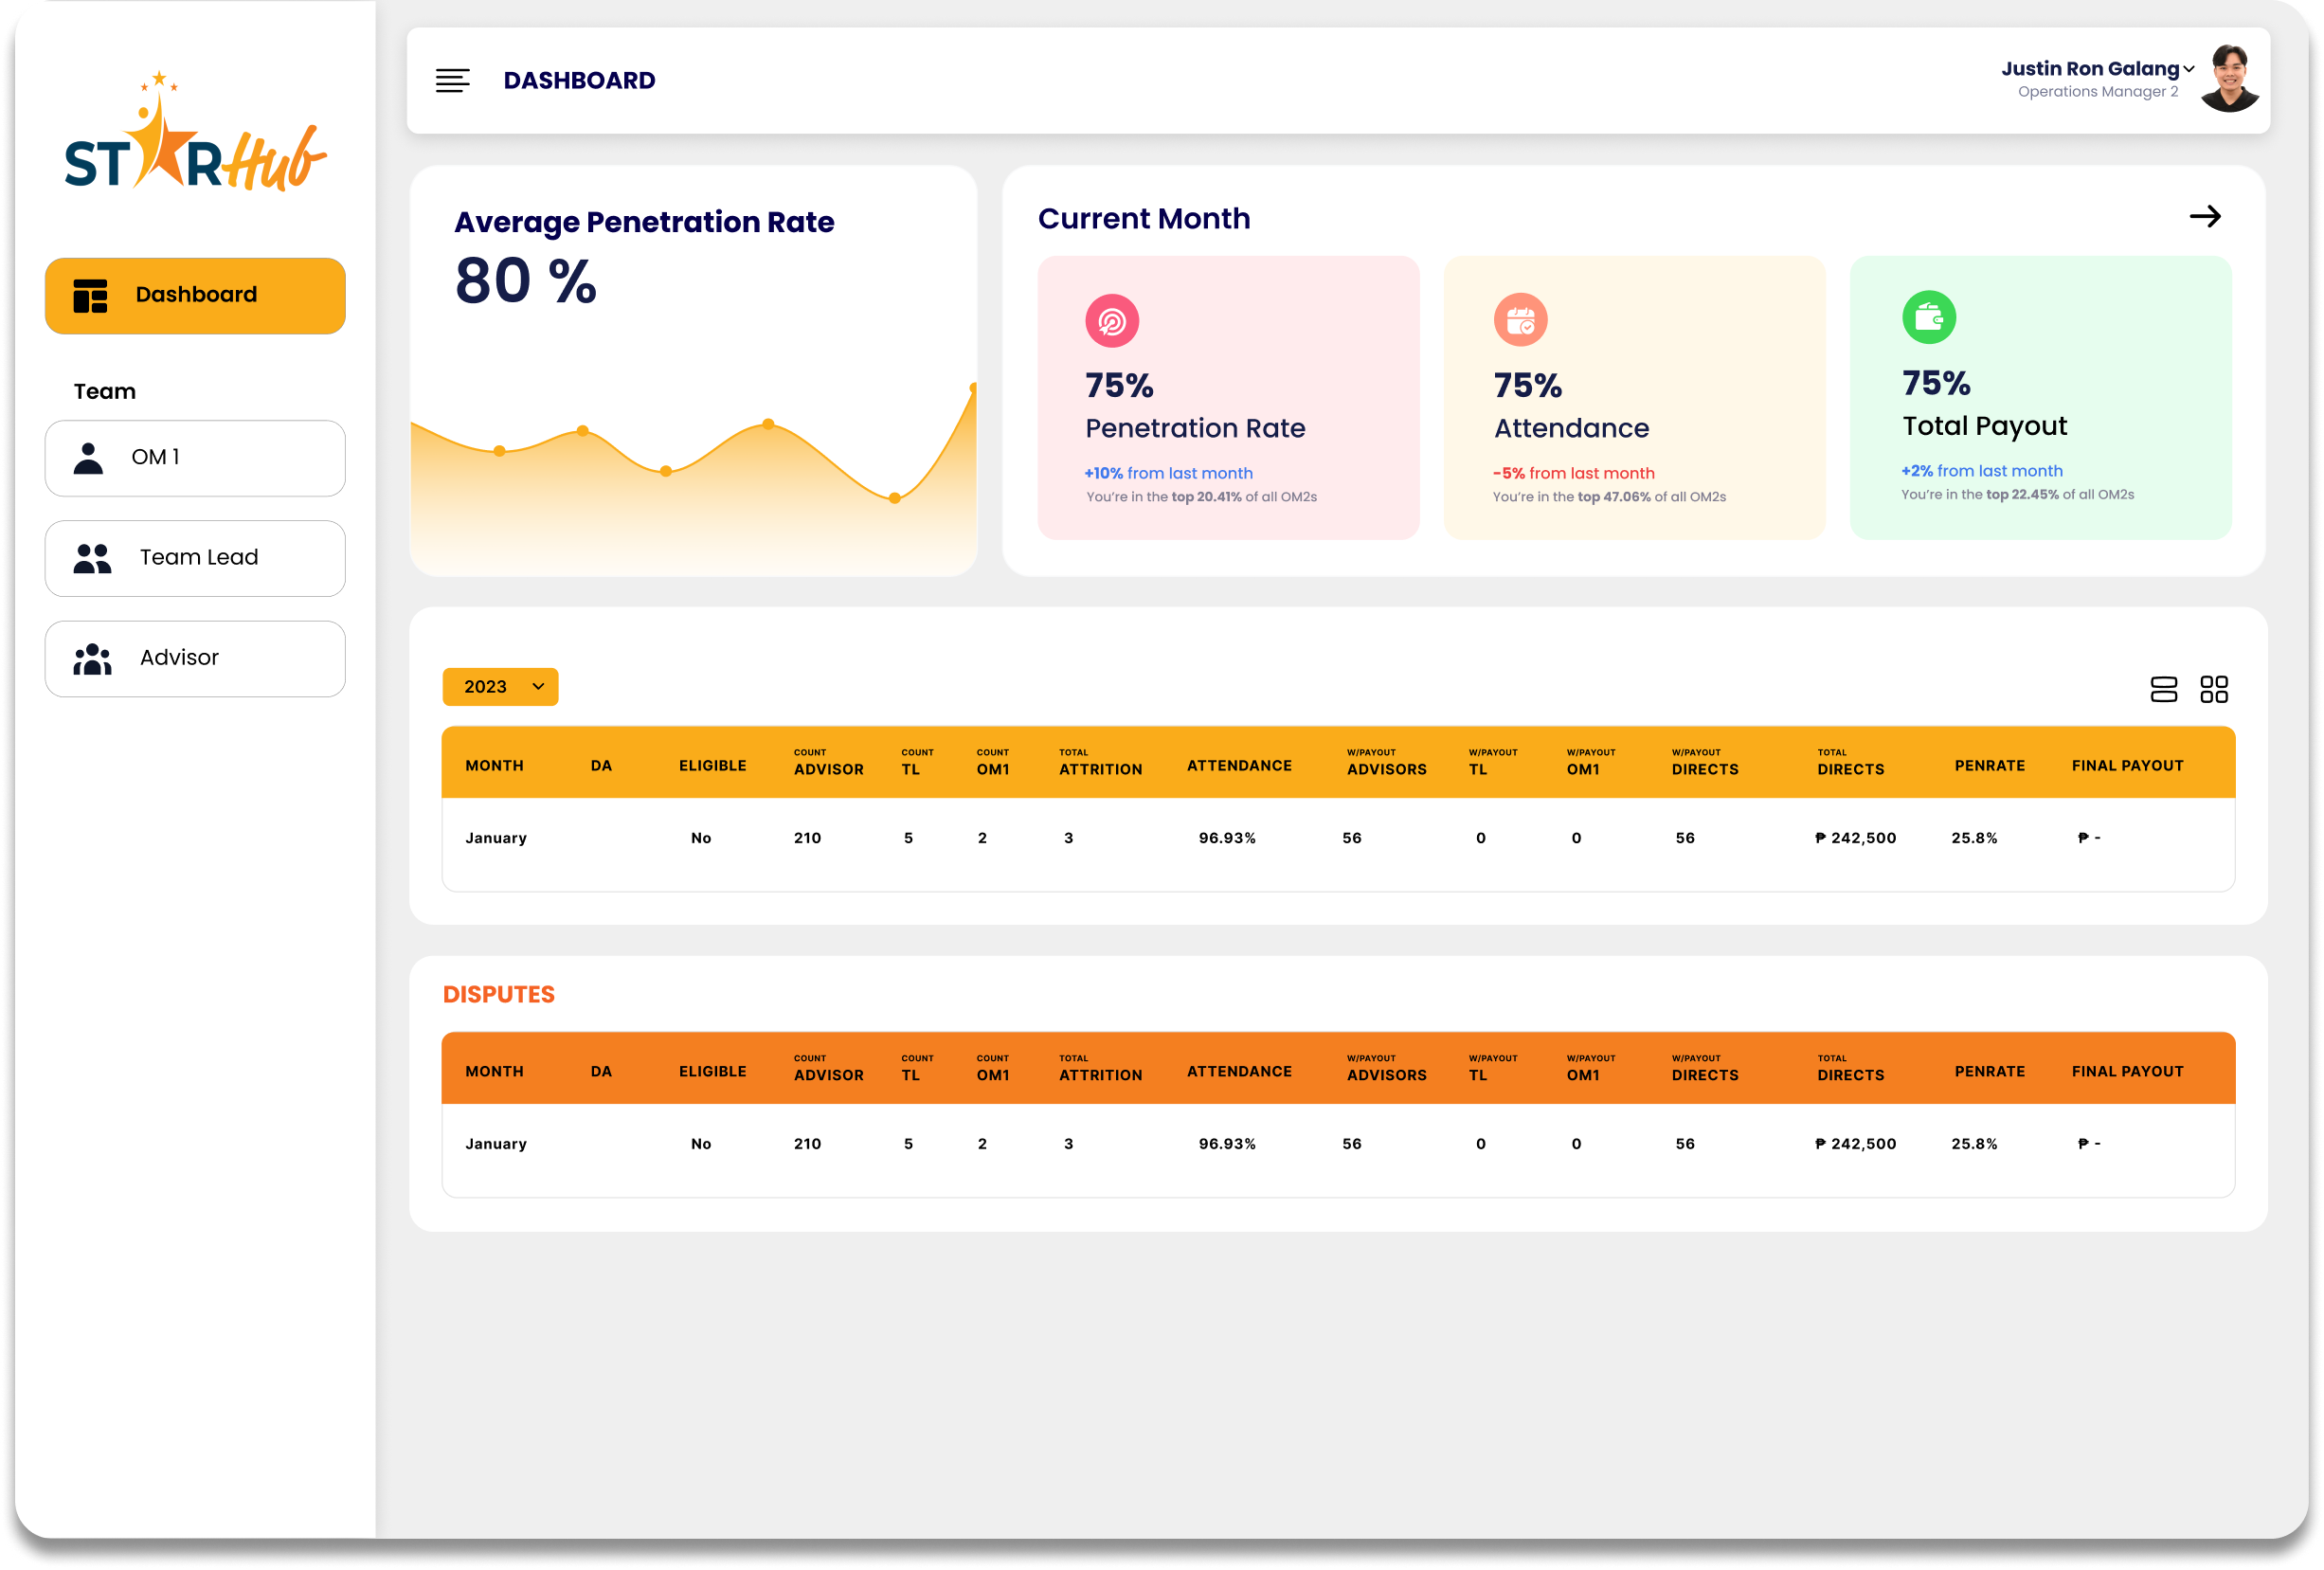 STAR Hub
Dashboard
Team
OM 1
Team Lead
Advisor
DASHBOARD
Justin Ron Galang
Operations Manager 2
Average Penetration Rate
80 %
Current Month
75%
Penetration Rate
+10% from last month
You’re in the top 20.41% of all OM2s
75%
Attendance
-5% from last month
You’re in the top 47.06% of all OM2s
75%
Total Payout
+2% from last month
You’re in the top 22.45% of all OM2s
2023
MONTH DA ELIGIBLE COUNT ADVISOR COUNT TL COUNT OM1 TOTAL ATTRITION ATTENDANCE W/PAYOUT ADVISORS W/PAYOUT TL W/PAYOUT OM1 W/PAYOUT DIRECTS TOTAL DIRECTS PENRATE FINAL PAYOUT
January No 210 5 2 3 96.93% 56 0 0 56 ₱ 242,500 25.8% ₱ -
DISPUTES
MONTH DA ELIGIBLE COUNT ADVISOR COUNT TL COUNT OM1 TOTAL ATTRITION ATTENDANCE W/PAYOUT ADVISORS W/PAYOUT TL W/PAYOUT OM1 W/PAYOUT DIRECTS TOTAL DIRECTS PENRATE FINAL PAYOUT
January No 210 5 2 3 96.93% 56 0 0 56 ₱ 242,500 25.8% ₱ -